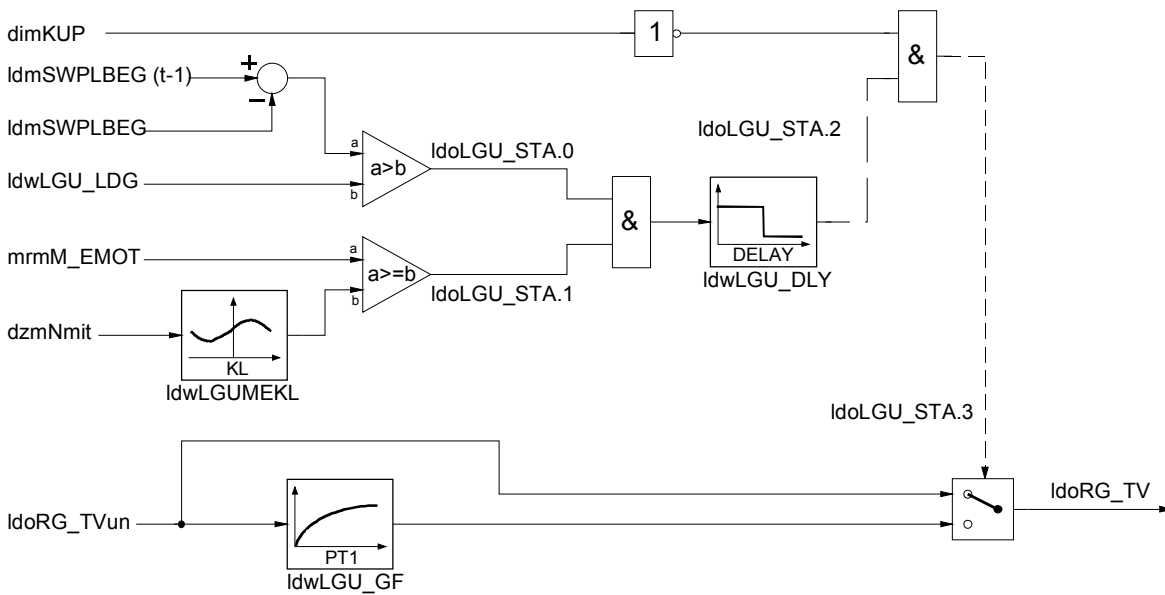 dimKUP
1
&
ldmSWPLBEG (t-1)
+
−
ldmSWPLBEG
ldoLGU_STA.2
a
a>b
b
ldoLGU_STA.0
ldwLGU_LDG
&
DELAY
ldwLGU_DLY
mrmM_EMOT
a
a>=b
b
ldoLGU_STA.1
dzmNmit
KL
ldwLGUMEKL
ldoLGU_STA.3
ldoRG_TV
ldoRG_TVun
PT1
ldwLGU_GF